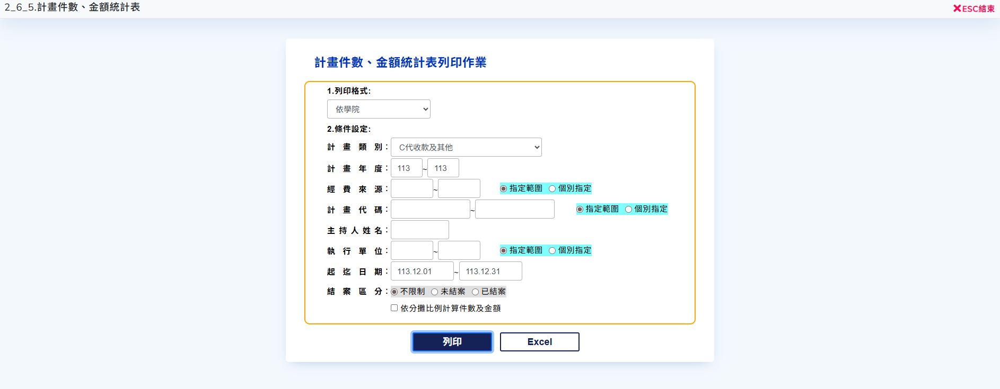 2_6_5.計畫件數、金額統計表
ESC結束
計畫件數、金額統計表列印作業
1.列印格式:
依學院
2.條件設定:
計畫類別： C代收款及其他
計畫年度： 113 ~ 113
經費來源： ~ 指定範圍 個別指定
計畫代碼： ~ 指定範圍 個別指定
主持人姓名：
執行單位： ~ 指定範圍 個別指定
起迄日期： 113.12.01 ~ 113.12.31
結案區分： 不限制 未結案 已結案
依分攤比例計算件數及金額
列印 Excel